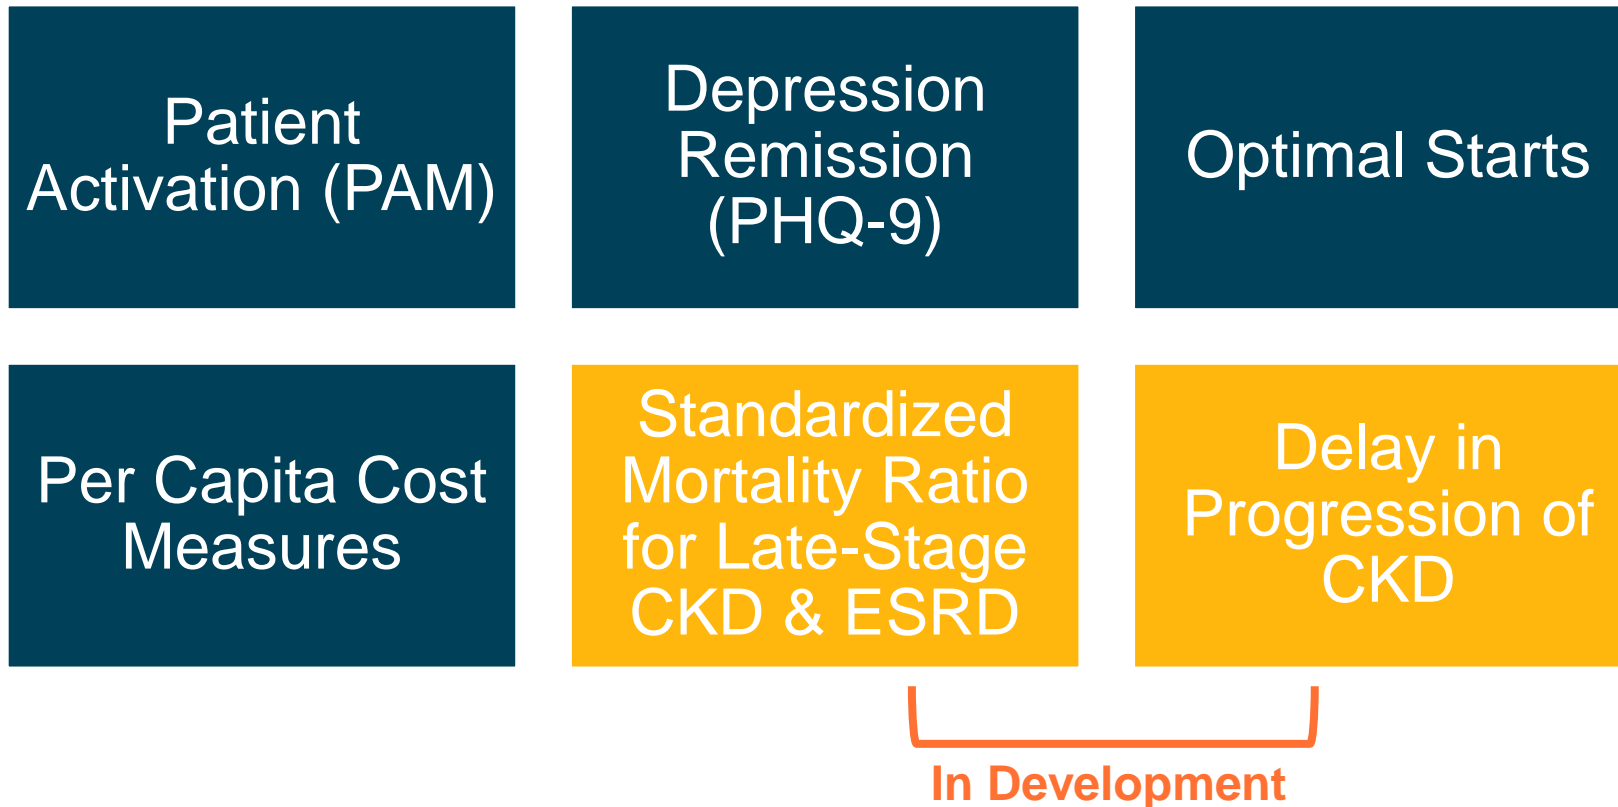 Patient
Activation (PAM)
Depression
Remission
(PHQ-9)
Optimal Starts
Per Capita Cost
Measures
Standardized
Mortality Ratio
for Late-Stage
CKD & ESRD
Delay in
Progression of
CKD
In Development